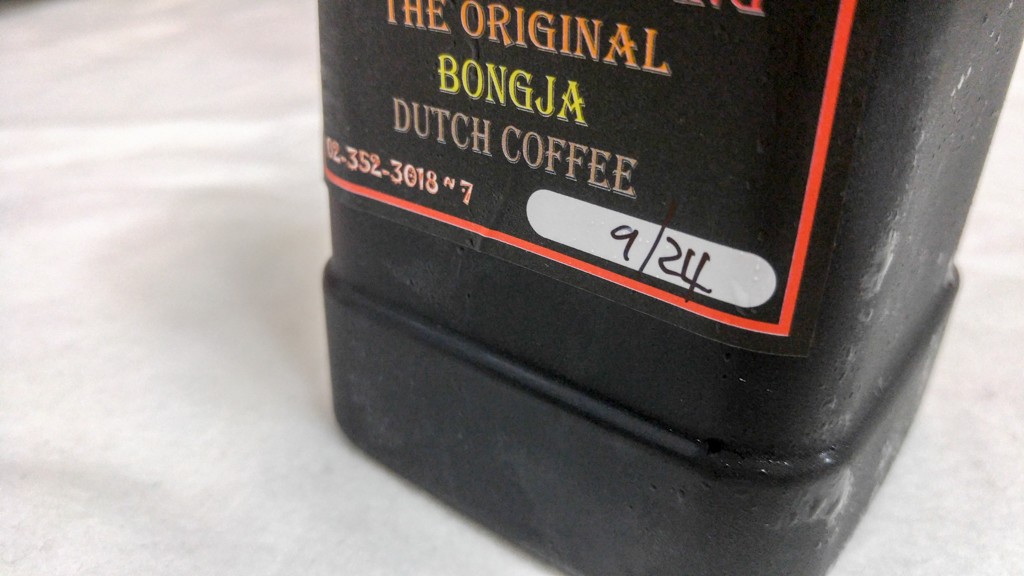 THE ORIGINAL
BONGJA
DUTCH COFFEE
02-352-3018 ~ 7
9/24